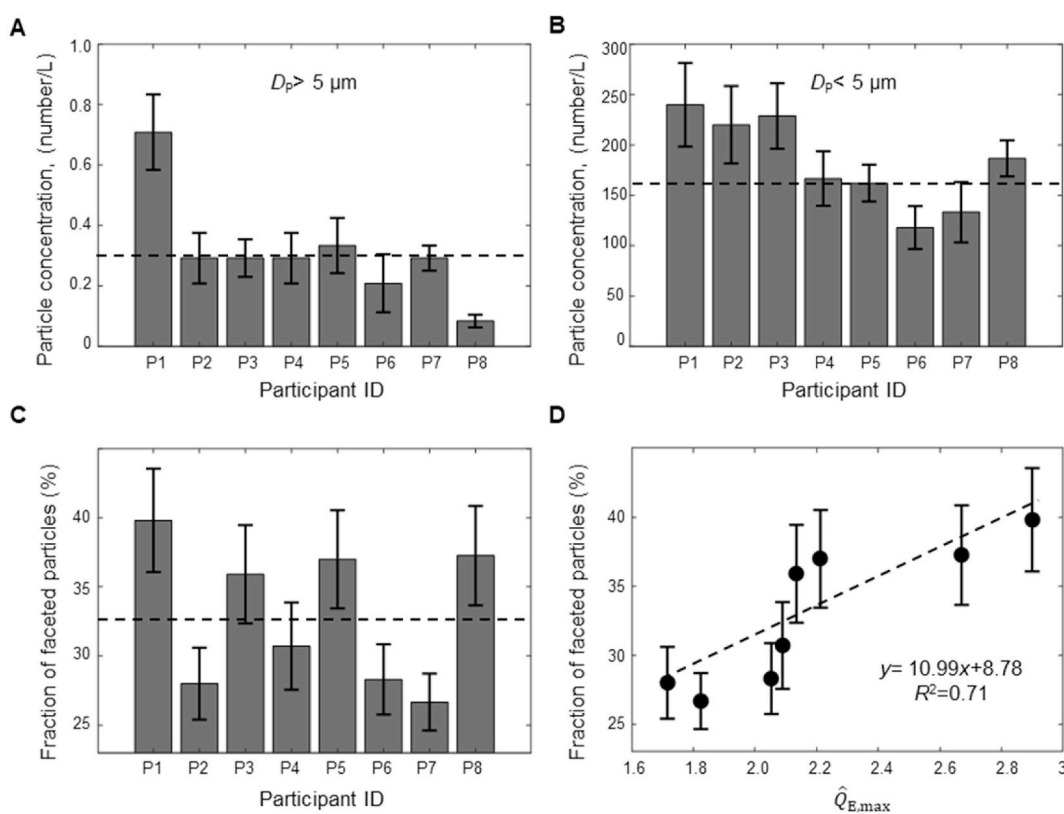 A
Particle concentration, (number/L)
1.0
0.8
0.6
0.4
0.2
0
D_P > 5 µm
P1 P2 P3 P4 P5 P6 P7 P8
Participant ID
B
Particle concentration, (number/L)
300
250
200
150
100
50
0
D_P < 5 µm
P1 P2 P3 P4 P5 P6 P7 P8
Participant ID
C
Fraction of faceted particles (%)
40
35
30
25
P1 P2 P3 P4 P5 P6 P7 P8
Participant ID
D
Fraction of faceted particles (%)
40
35
30
25
y= 10.99x+8.78
R²=0.71
1.6 1.8 2.0 2.2 2.4 2.6 2.8 3
Q̂_E,max